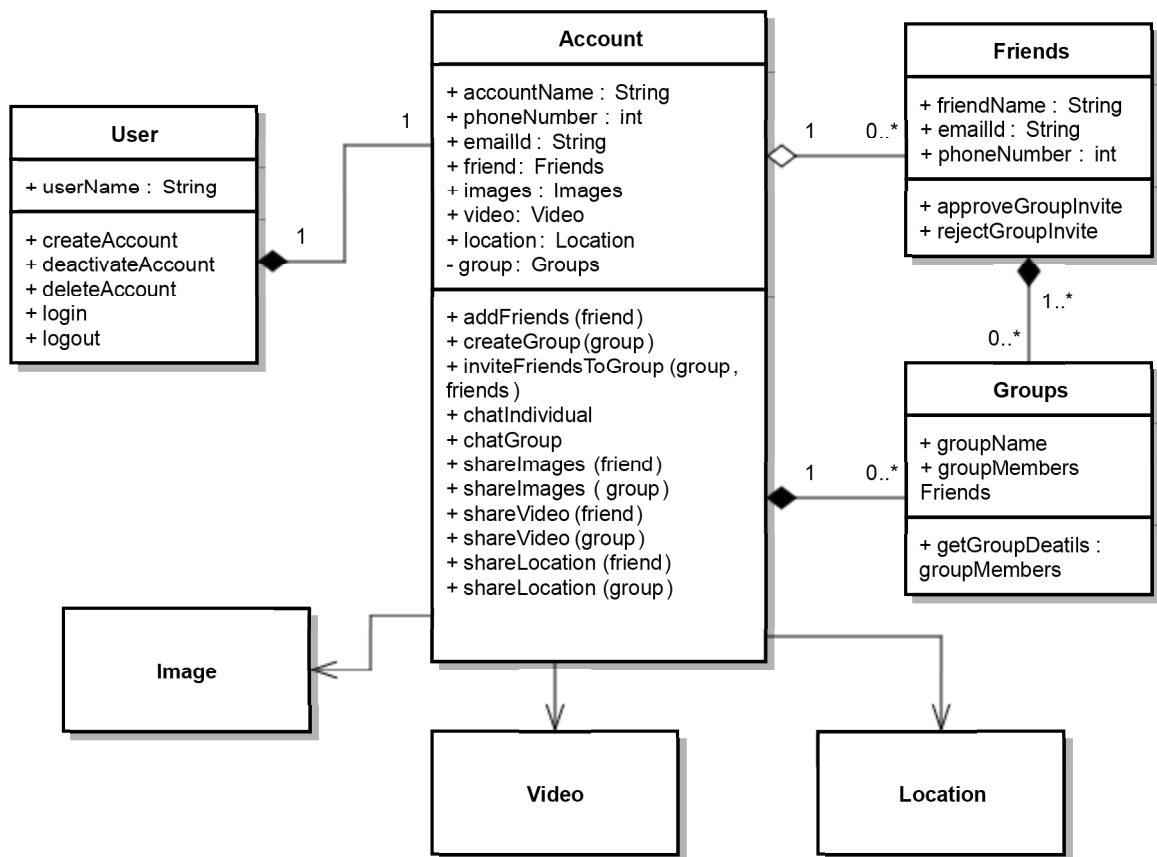 User
+ userName : String
+ createAccount
+ deactivateAccount
+ deleteAccount
+ login
+ logout
1
1
Account
+ accountName : String
+ phoneNumber : int
+ emailId : String
+ friend: Friends
+ images : Images
+ video: Video
+ location: Location
- group: Groups
+ addFriends (friend)
+ createGroup(group)
+ inviteFriendsToGroup (group,
friends)
+ chatIndividual
+ chatGroup
+ shareImages (friend)
+ shareImages ( group)
+ shareVideo (friend)
+ shareVideo (group)
+ shareLocation (friend)
+ shareLocation (group)
1 0..*
Friends
+ friendName : String
+ emailId : String
+ phoneNumber : int
+ approveGroupInvite
+ rejectGroupInvite
1..*
0..*
Groups
+ groupName
+ groupMembers
Friends
+ getGroupDeatils :
groupMembers
1 0..*
Image
Video
Location